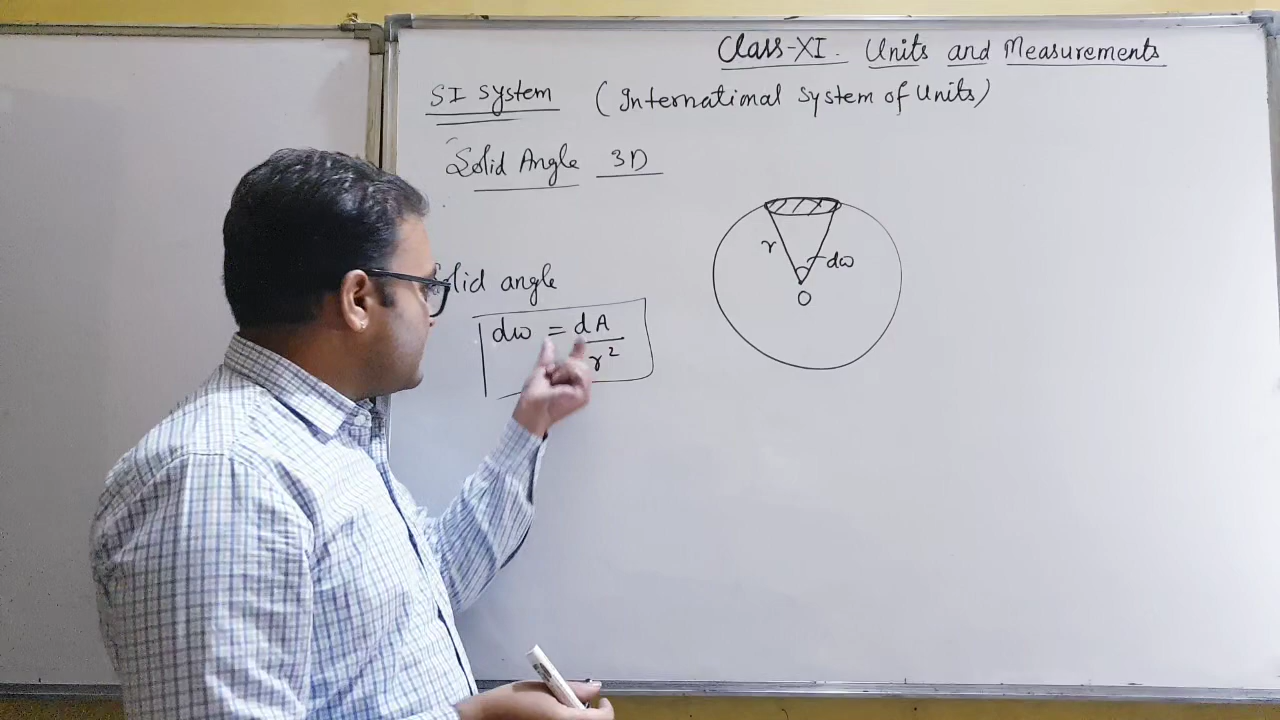 Class-XI. Units and Measurements
SI System (International System of Units)
Solid Angle 3D
r
dω
O
Solid angle
dω = dA/r²